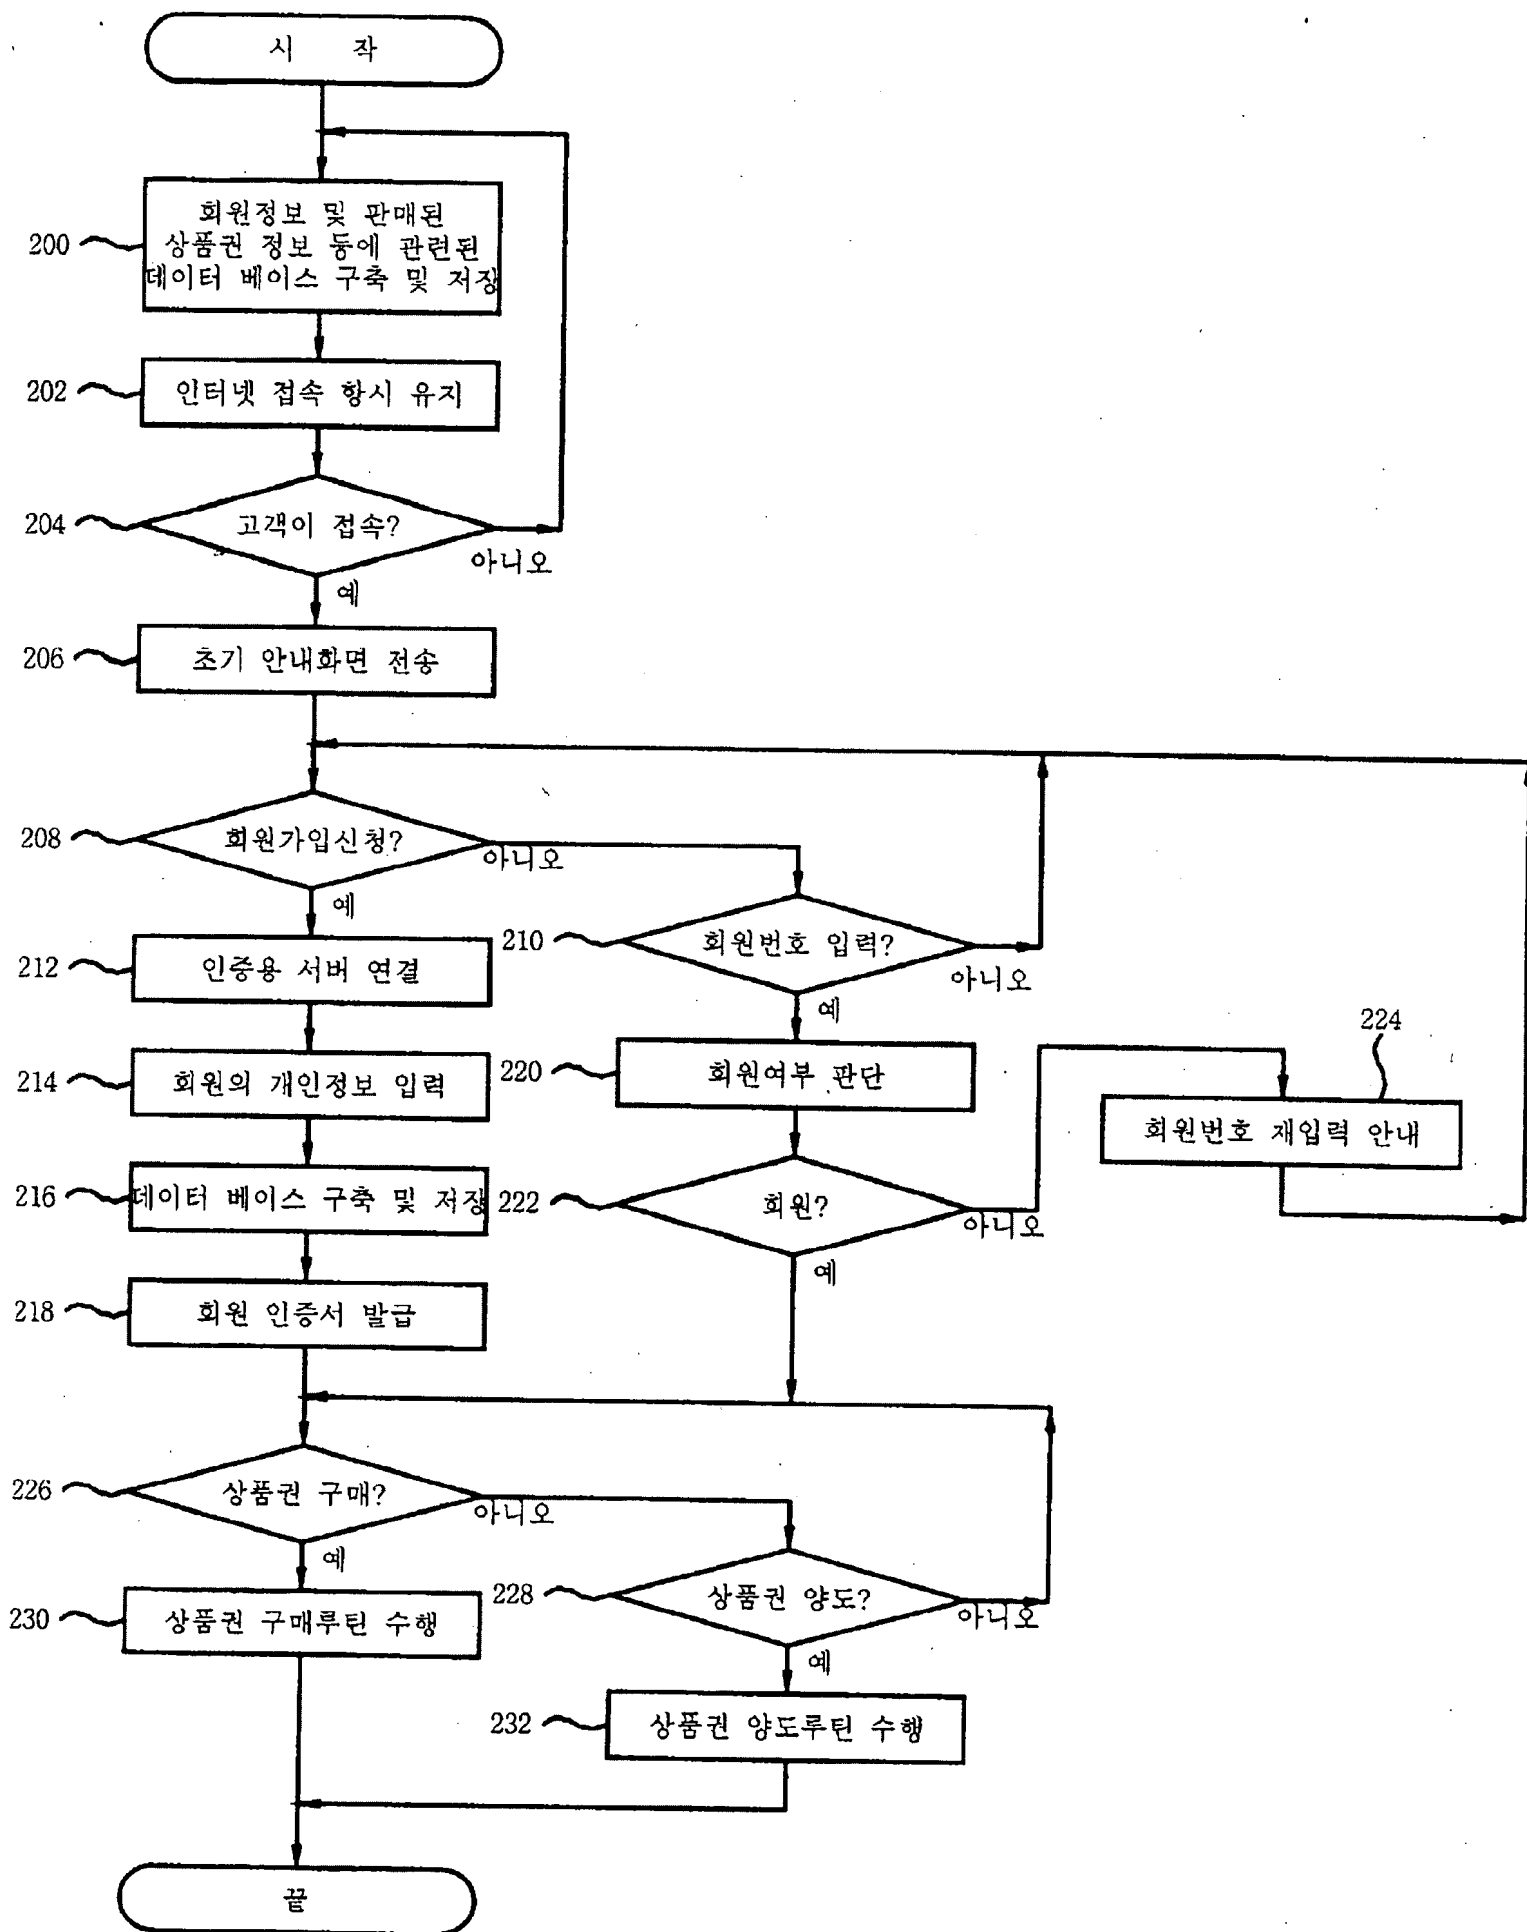 시 작
회원정보 및 판매된
200
상품권 정보 등에 관련된
데이터 베이스 구축 및 저장
202
인터넷 접속 항시 유지
204
고객이 접속?
아니오
예
206
초기 안내화면 전송
208
회원가입신청?
아니오
예
210
회원번호 입력?
아니오
212
인증용 서버 연결
예
224
214
회원의 개인정보 입력
220
회원여부 판단
회원번호 재입력 안내
216
데이터 베이스 구축 및 저장
222
회원?
아니오
예
218
회원 인증서 발급
226
상품권 구매?
아니오
예
228
상품권 양도?
아니오
230
상품권 구매루틴 수행
예
232
상품권 양도루틴 수행
끝